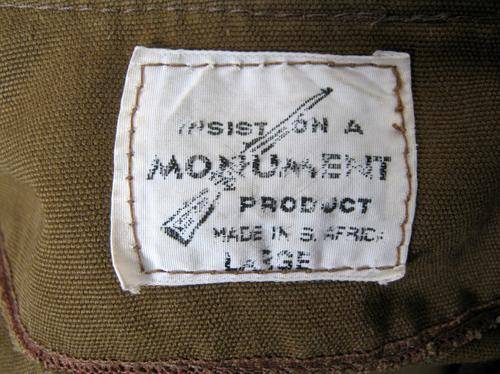 INSIST ON A
MONUMENT
PRODUCT
MADE IN S. AFRICA
LARGE